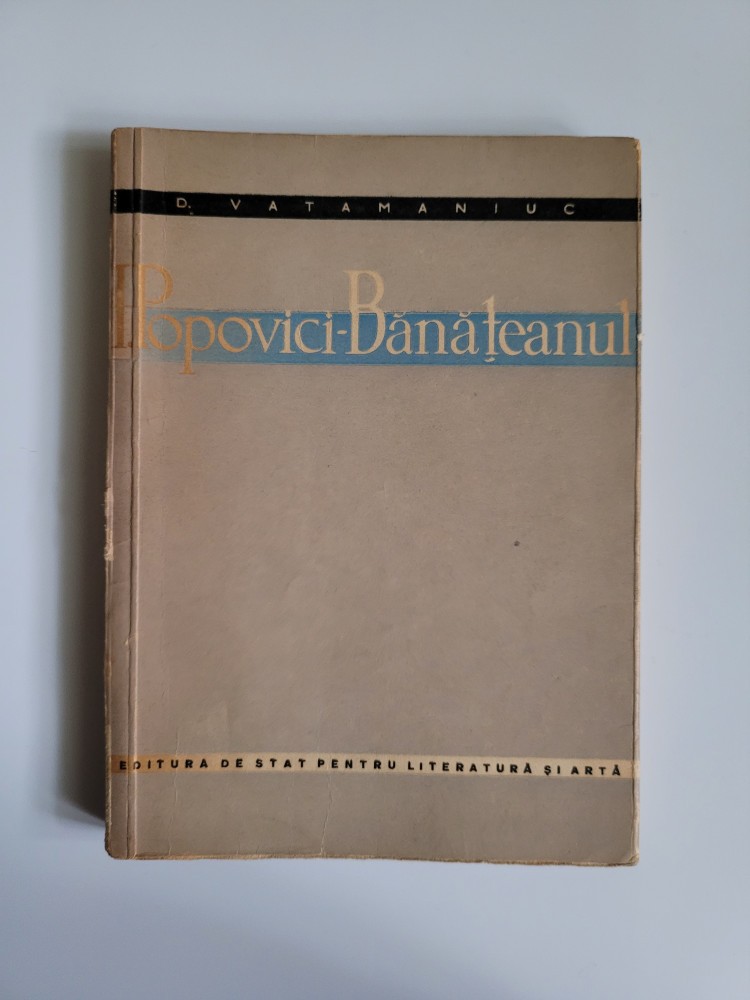 D. VATAMANIUC
I. Popovici-Bănățeanul
EDITURA DE STAT PENTRU LITERATURĂ ȘI ARTĂ